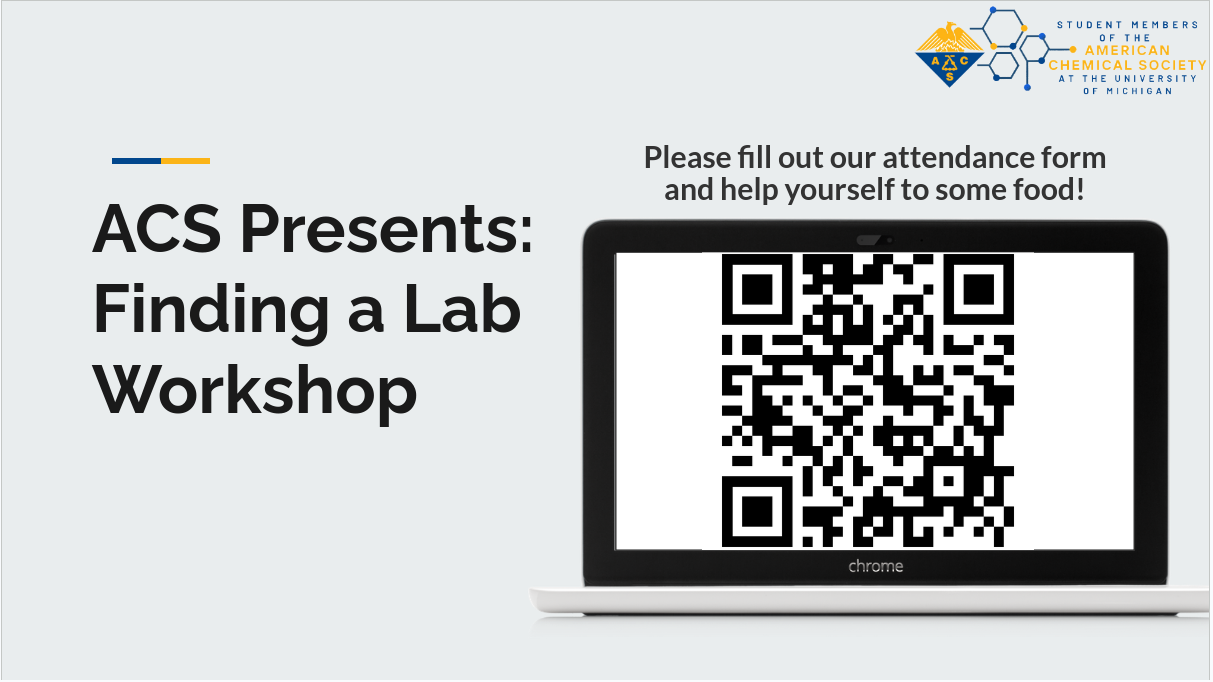 STUDENT MEMBERS
OF THE
AMERICAN
CHEMICAL SOCIETY
AT THE UNIVERSITY
OF MICHIGAN
A C
S
Please fill out our attendance form
and help yourself to some food!
ACS Presents:
Finding a Lab
Workshop
chrome